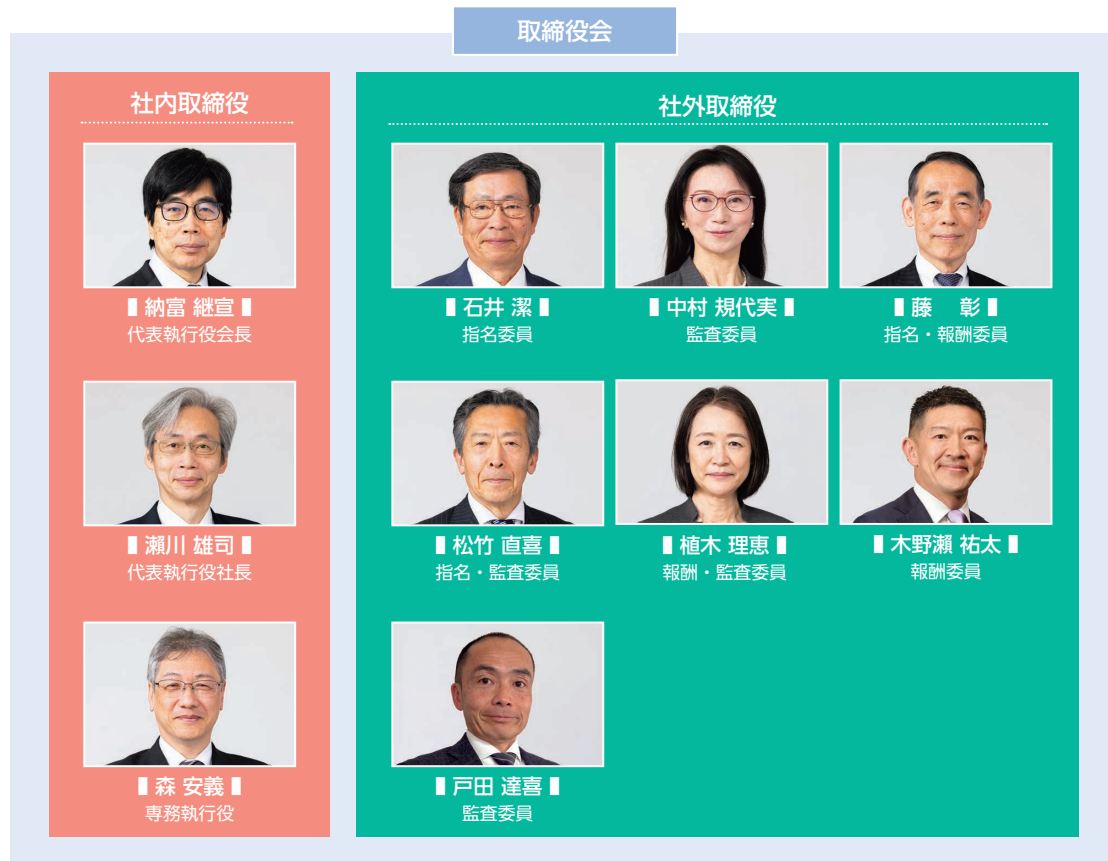 取締役会
社内取締役
納富 継宣
代表執行役会長
瀬川 雄司
代表執行役社長
森 安義
専務執行役
社外取締役
石井 潔
指名委員
中村 規代実
監査委員
藤　彰
指名・報酬委員
松竹 直喜
指名・監査委員
植木 理恵
報酬・監査委員
木野瀬 祐太
報酬委員
戸田 達喜
監査委員